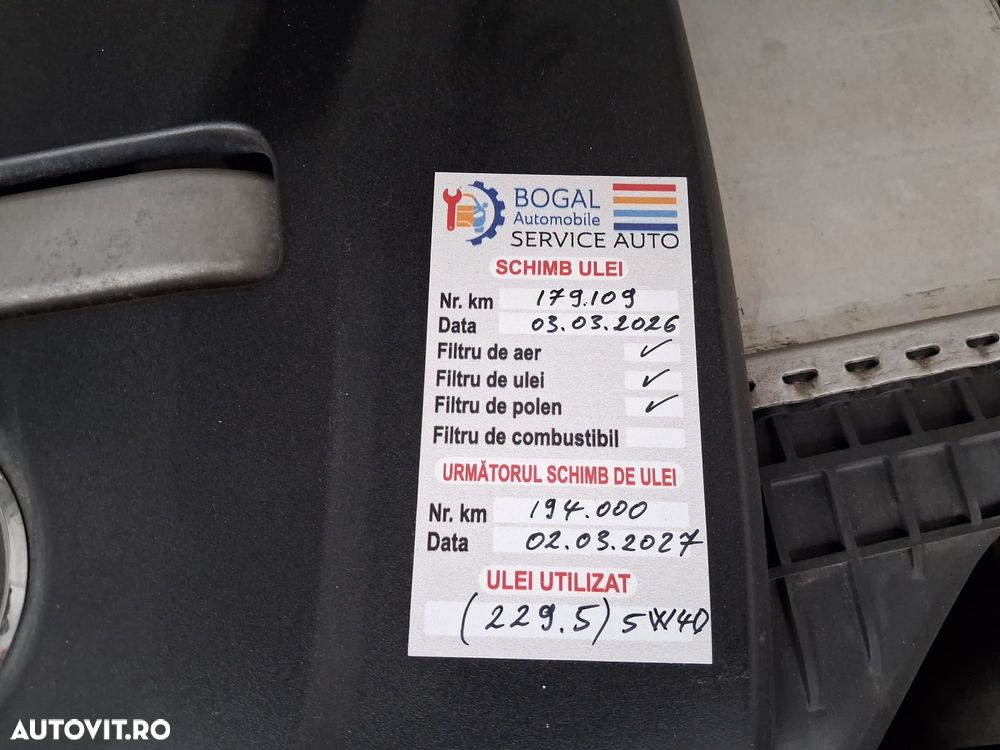 BOGAL
Automobile
SERVICE AUTO
SCHIMB ULEI
Nr. km 179.109
Data 03.03.2026
Filtru de aer ✓
Filtru de ulei ✓
Filtru de polen ✓
Filtru de combustibil
URMĂTORUL SCHIMB DE ULEI
Nr. km 194.000
Data 02.03.2027
ULEI UTILIZAT
(229.5) 5W40
AUTOVIT.RO